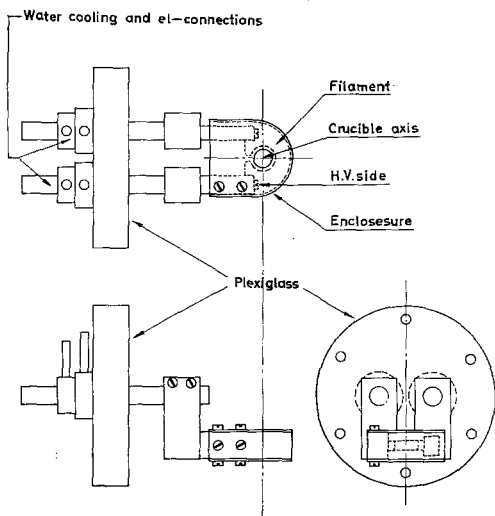 Water cooling and el-connections
Filament
Crucible axis
H.V. side
Enclosesure
Plexiglass